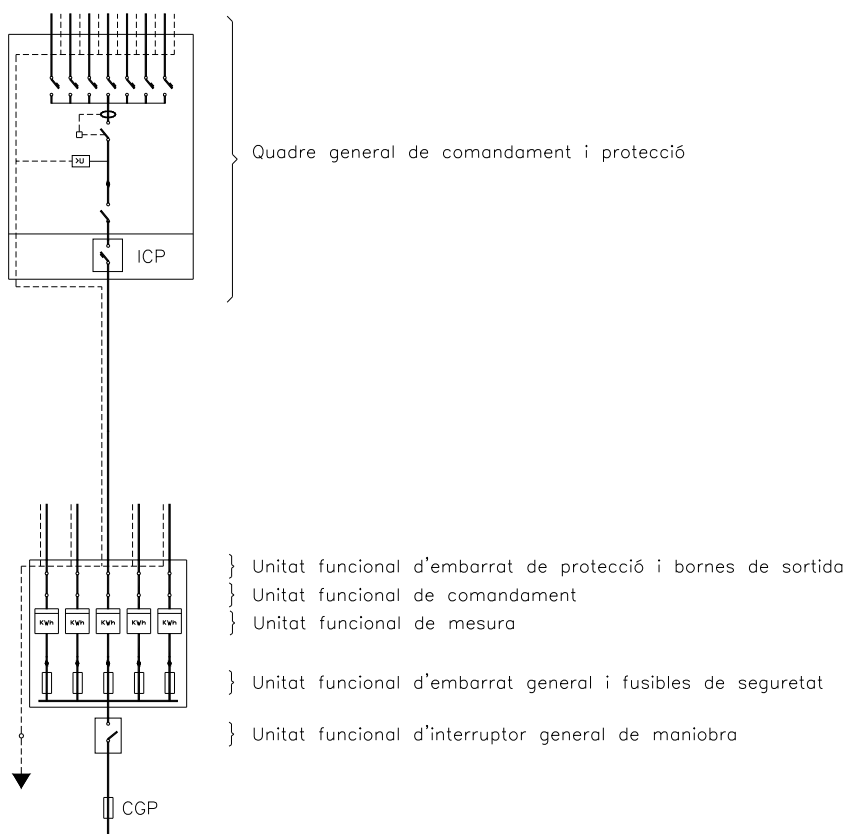 Quadre general de comandament i protecció
U<
ICP
Unitat funcional d'embarrat de protecció i bornes de sortida
Unitat funcional de comandament
KWh KWh KWh KWh KWh
Unitat funcional de mesura
Unitat funcional d'embarrat general i fusibles de seguretat
Unitat funcional d'interruptor general de maniobra
CGP